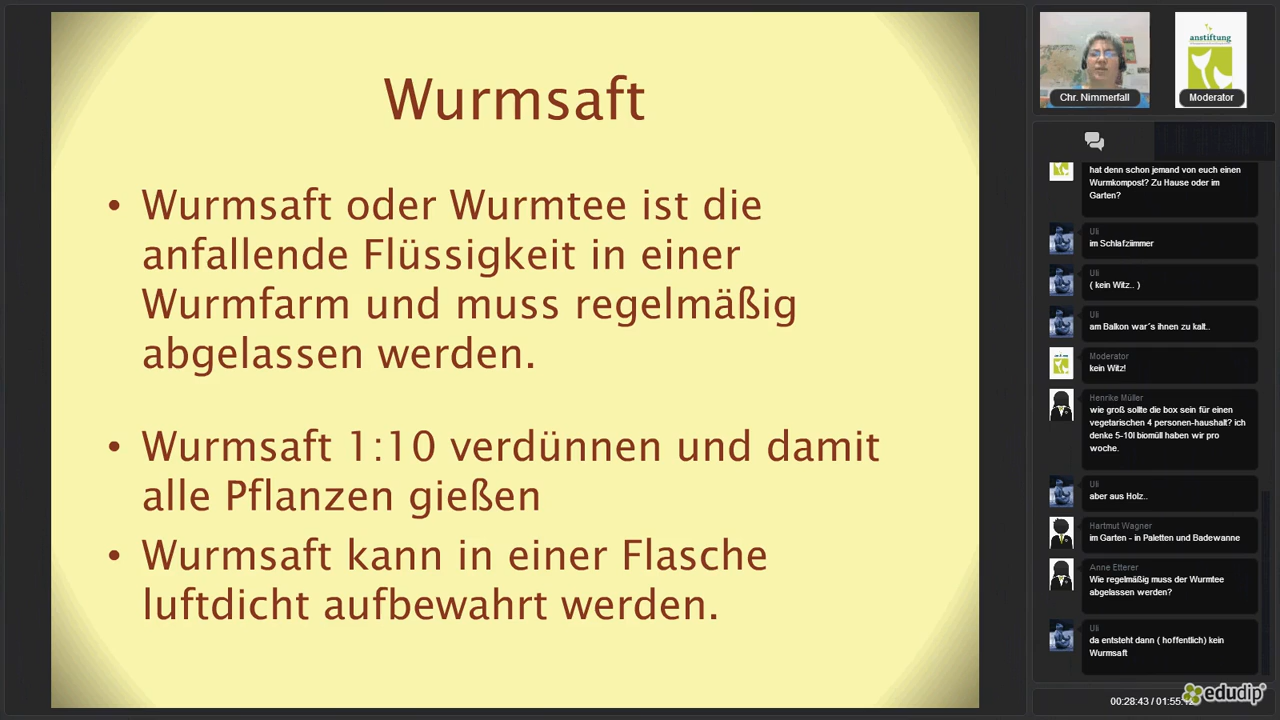 Wurmsaft
• Wurmsaft oder Wurmtee ist die
anfallende Flüssigkeit in einer
Wurmfarm und muss regelmäßig
abgelassen werden.
• Wurmsaft 1:10 verdünnen und damit
alle Pflanzen gießen
• Wurmsaft kann in einer Flasche
luftdicht aufbewahrt werden.
Chr. Nimmerfall
anstiftung
Moderator
hat denn schon jemand von euch einen
Wurmkompost? Zu Hause oder im
Garten?
Uli
im Schlafziimmer
Uli
( kein Witz.. )
Uli
am Balkon war´s ihnen zu kalt..
Moderator
kein Witz!
Henrike Müller
wie groß sollte die box sein für einen
vegetarischen 4 personen-haushalt? ich
denke 5-10l biomüll haben wir pro
woche.
Uli
aber aus Holz..
Hartmut Wagner
im Garten - in Paletten und Badewanne
Anne Etterer
Wie regelmäßig muss der Wurmtee
abgelassen werden?
Uli
da entsteht dann ( hoffentlich) kein
Wurmsaft
00:28:43 / 01:55
edudip